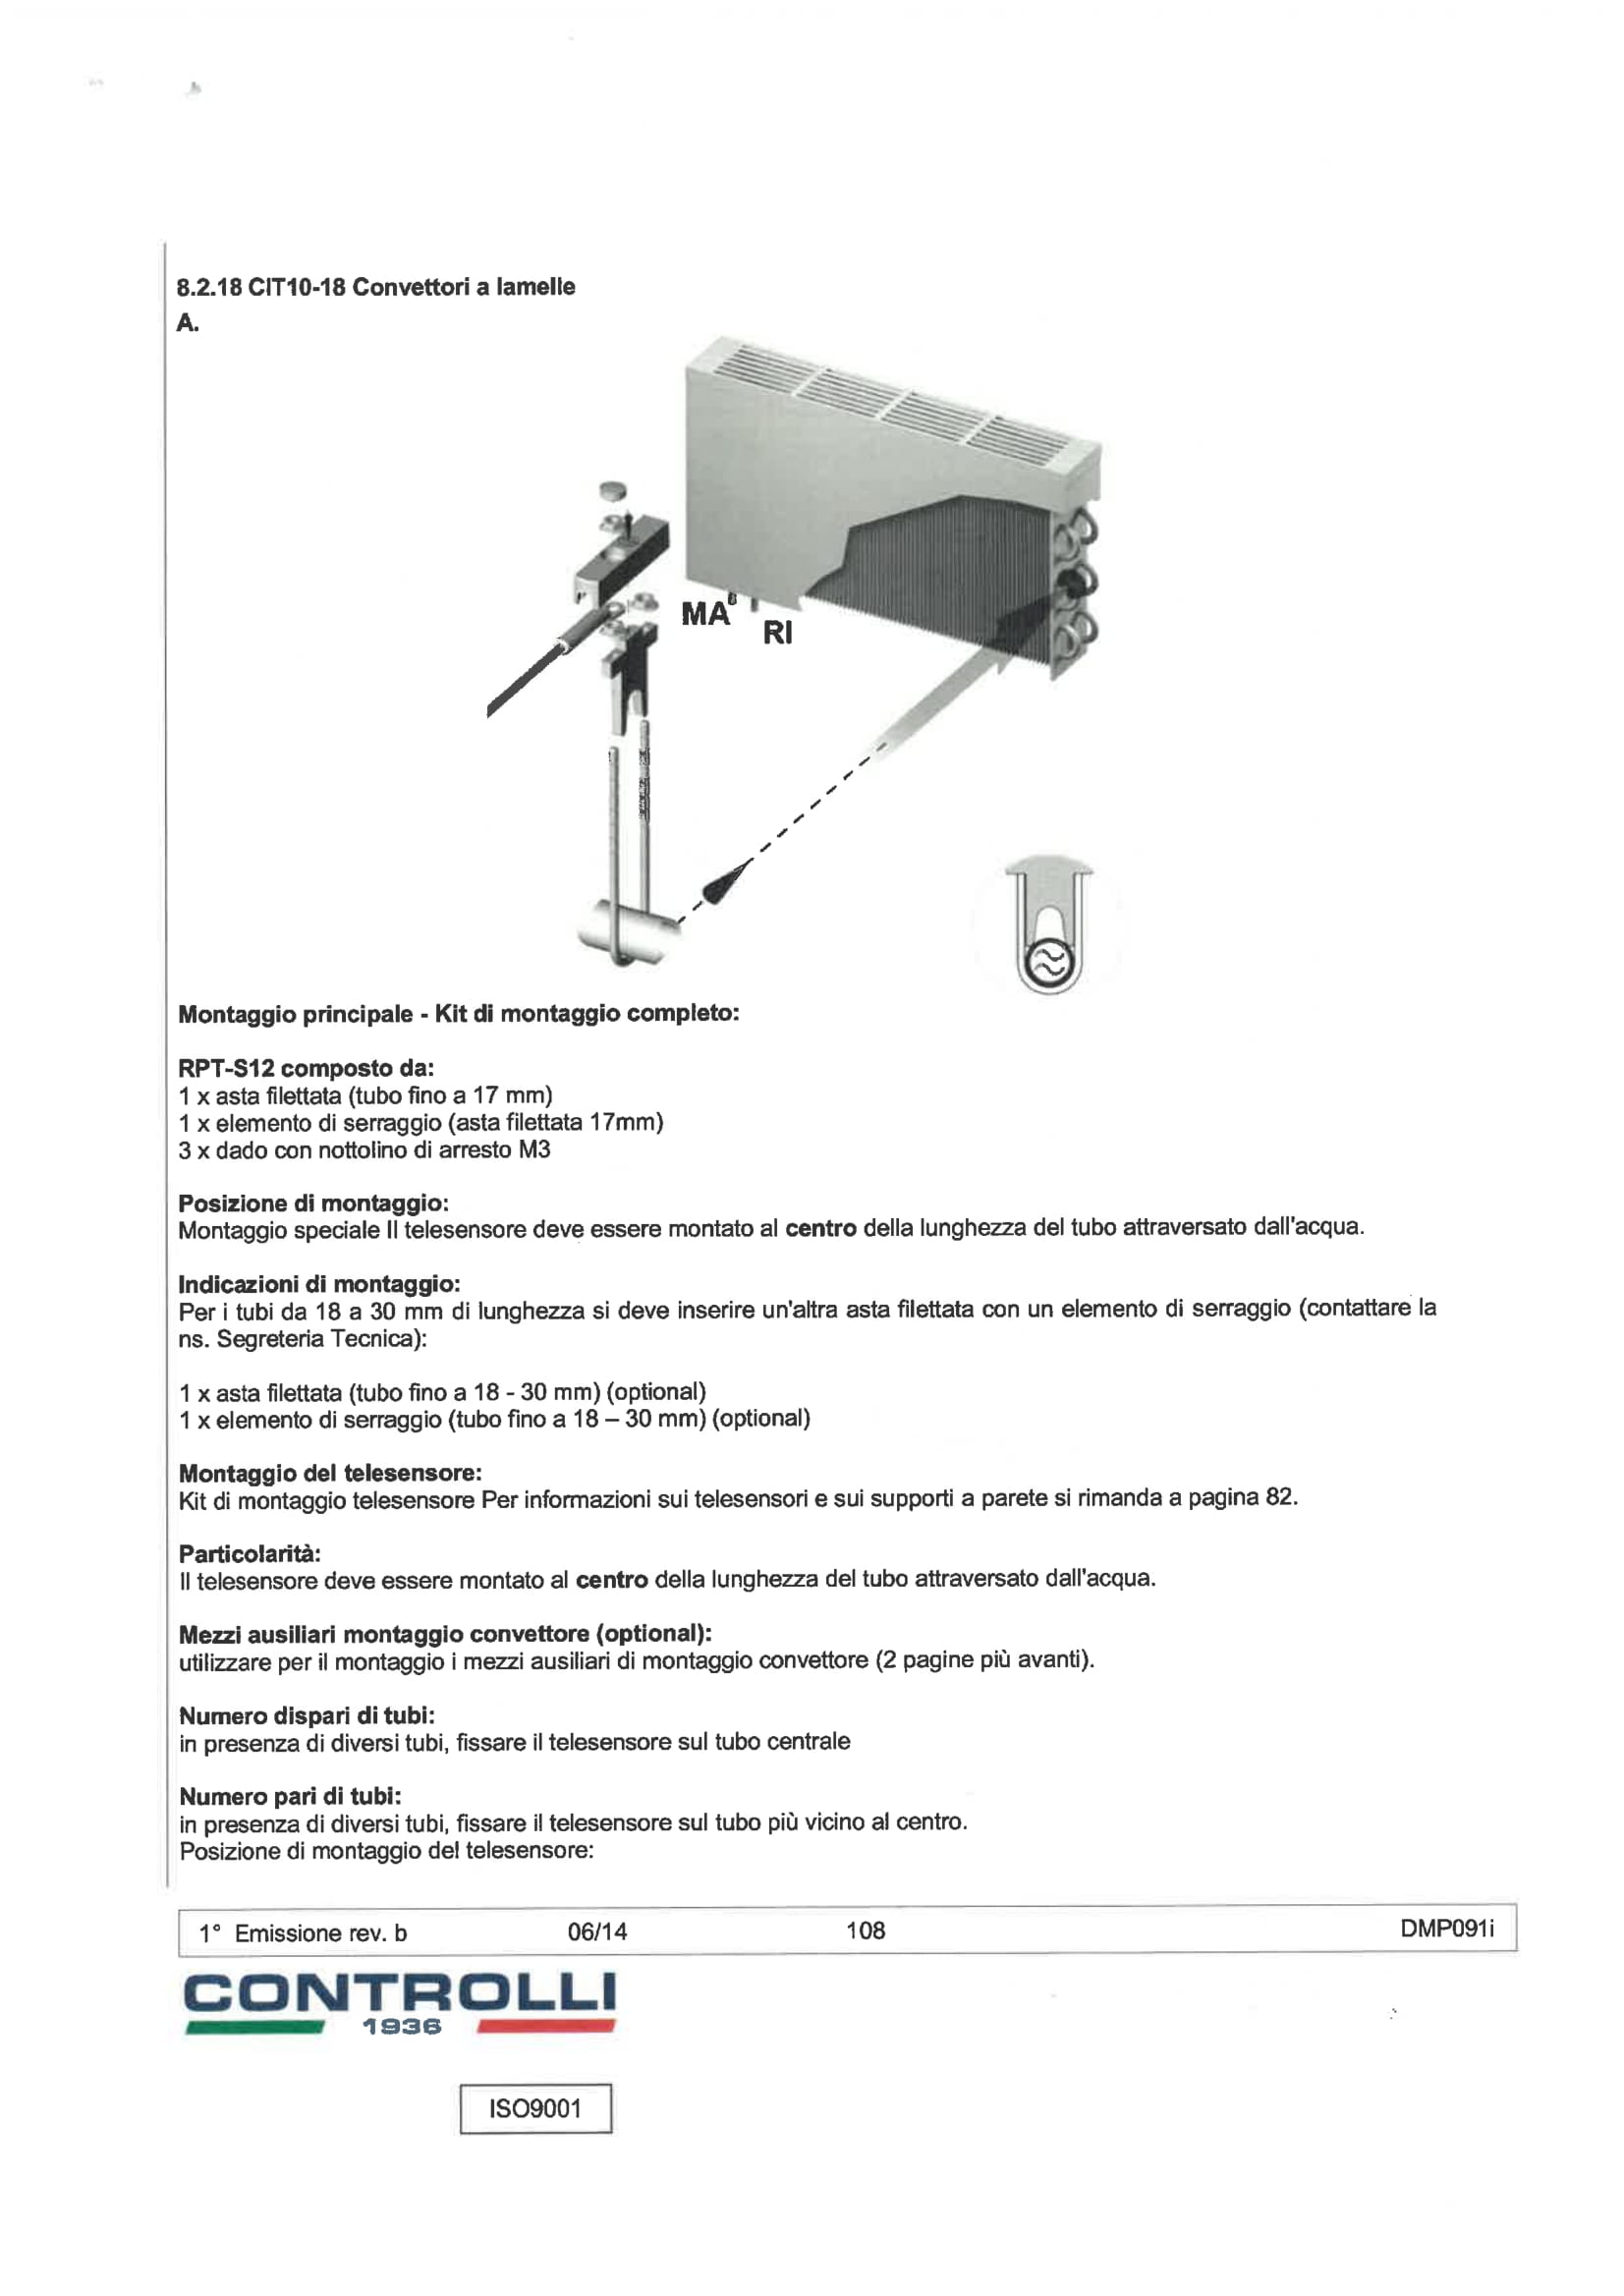 8.2.18 CIT10-18 Convettori a lamelle
A.
MA
RI
Montaggio principale - Kit di montaggio completo:
RPT-S12 composto da:
1 x asta filettata (tubo fino a 17 mm)
1 x elemento di serraggio (asta filettata 17mm)
3 x dado con nottolino di arresto M3
Posizione di montaggio:
Montaggio speciale Il telesensore deve essere montato al centro della lunghezza del tubo attraversato dall'acqua.
Indicazioni di montaggio:
Per i tubi da 18 a 30 mm di lunghezza si deve inserire un'altra asta filettata con un elemento di serraggio (contattare la
ns. Segreteria Tecnica):
1 x asta filettata (tubo fino a 18 - 30 mm) (optional)
1 x elemento di serraggio (tubo fino a 18 – 30 mm) (optional)
Montaggio del telesensore:
Kit di montaggio telesensore Per informazioni sui telesensori e sui supporti a parete si rimanda a pagina 82.
Particolarità:
Il telesensore deve essere montato al centro della lunghezza del tubo attraversato dall'acqua.
Mezzi ausiliari montaggio convettore (optional):
utilizzare per il montaggio i mezzi ausiliari di montaggio convettore (2 pagine più avanti).
Numero dispari di tubi:
in presenza di diversi tubi, fissare il telesensore sul tubo centrale
Numero pari di tubi:
in presenza di diversi tubi, fissare il telesensore sul tubo più vicino al centro.
Posizione di montaggio del telesensore:
1° Emissione rev. b 06/14 108 DMP091i
CONTROLLI
1936
ISO9001